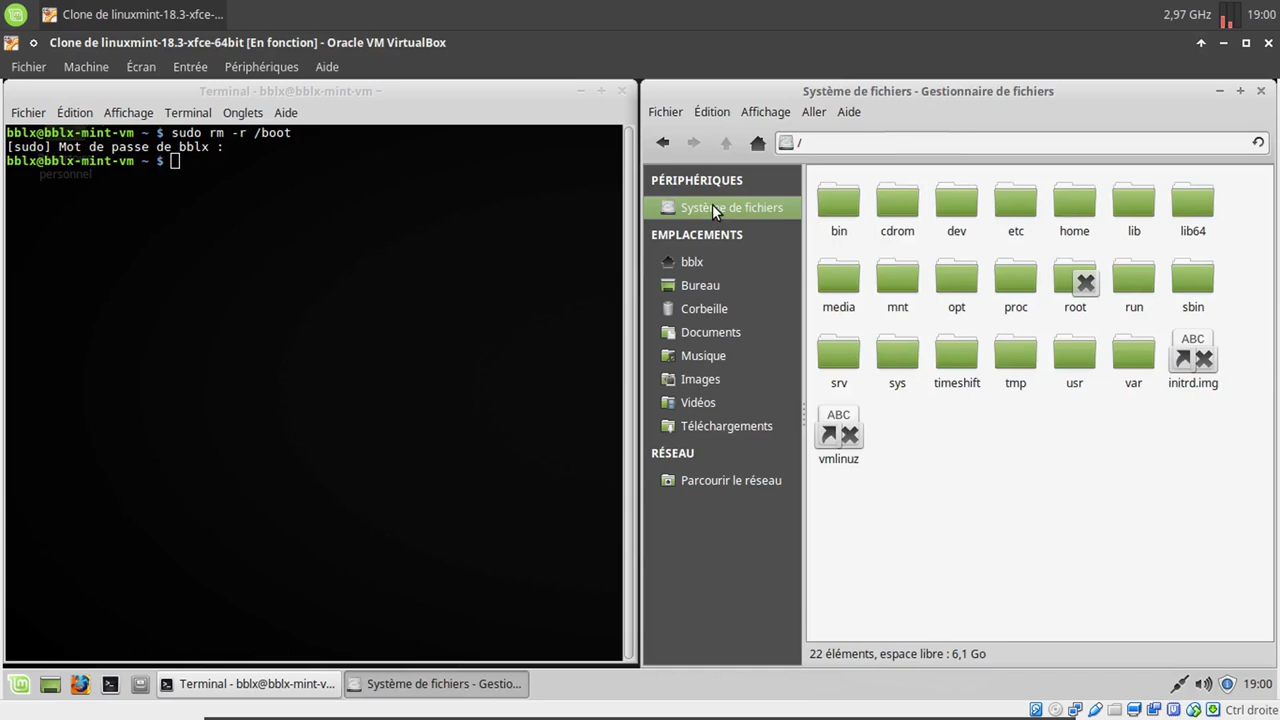 Clone de linuxmint-18.3-xfce-...
2,97 GHz
19:00
Clone de linuxmint-18.3-xfce-64bit [En fonction] - Oracle VM VirtualBox
Fichier Machine Écran Entrée Périphériques Aide
Terminal - bblx@bblx-mint-vm ~
Fichier Édition Affichage Terminal Onglets Aide
bblx@bblx-mint-vm ~ $ sudo rm -r /boot
[sudo] Mot de passe de bblx :
bblx@bblx-mint-vm ~ $
personnel
Système de fichiers - Gestionnaire de fichiers
Fichier Édition Affichage Aller Aide
/
PÉRIPHÉRIQUES
Système de fichiers
EMPLACEMENTS
bblx
Bureau
Corbeille
Documents
Musique
Images
Vidéos
Téléchargements
RÉSEAU
Parcourir le réseau
bin cdrom dev etc home lib lib64
media mnt opt proc root run sbin
ABC
srv sys timeshift tmp usr var initrd.img
ABC
vmlinuz
22 éléments, espace libre : 6,1 Go
Terminal - bblx@bblx-mint-v...
Système de fichiers - Gestio...
19:00
Ctrl droite